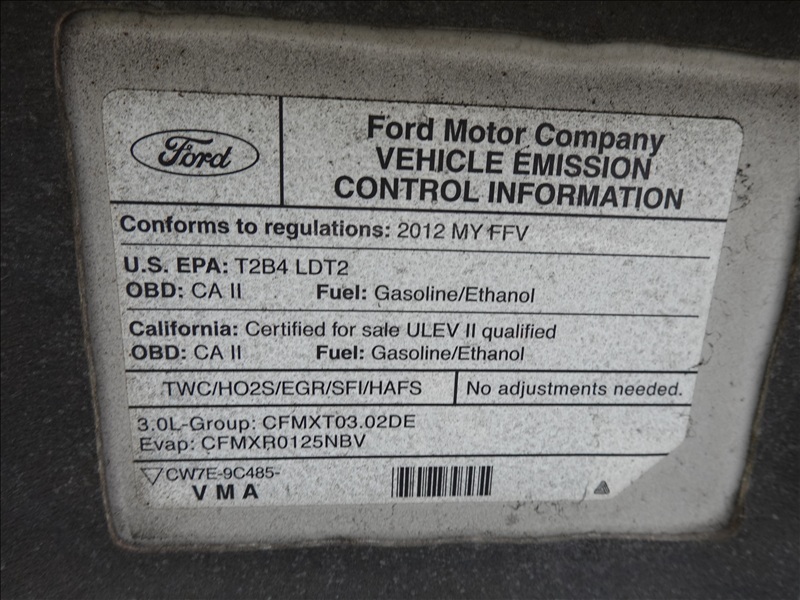 Ford
Ford Motor Company
VEHICLE EMISSION
CONTROL INFORMATION
Conforms to regulations: 2012 MY FFV
U.S. EPA: T2B4 LDT2
OBD: CA II Fuel: Gasoline/Ethanol
California: Certified for sale ULEV II qualified
OBD: CA II Fuel: Gasoline/Ethanol
TWC/HO2S/EGR/SFI/HAFS No adjustments needed.
3.0L-Group: CFMXT03.02DE
Evap: CFMXR0125NBV
CW7E-9C485-
VMA